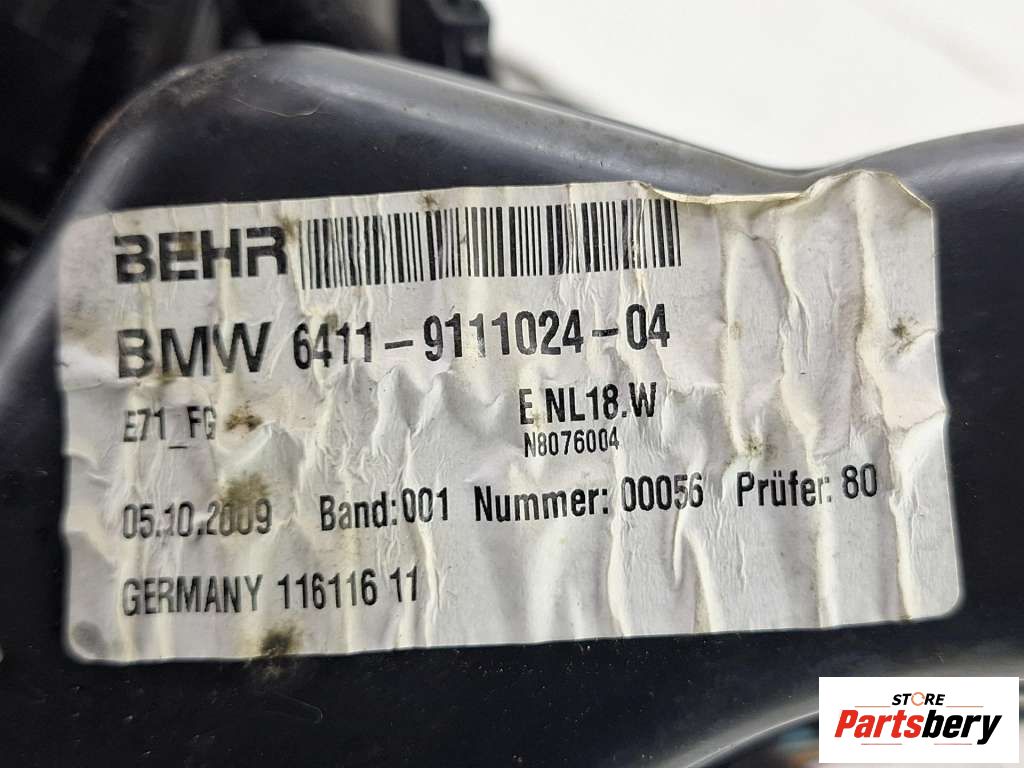 BEHR
BMW 6411-9111024-04
E71_FG E NL18.W
N8076004
05.10.2009 Band:001 Nummer:00056 Prüfer:80
GERMANY 116116 11
STORE
Partsbery